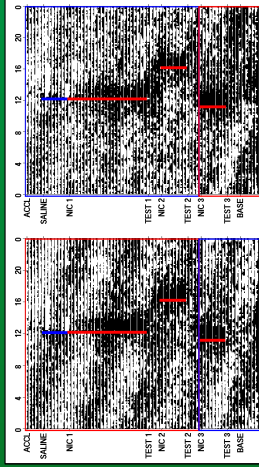 0 4 8 12 16 20 0
ACCL
SALINE
NIC 1
TEST 1
NIC 2
TEST 2
NIC 3
TEST 3
BASE
0 4 8 12 16 20 0
ACCL
SALINE
NIC 1
TEST 1
NIC 2
TEST 2
NIC 3
TEST 3
BASE